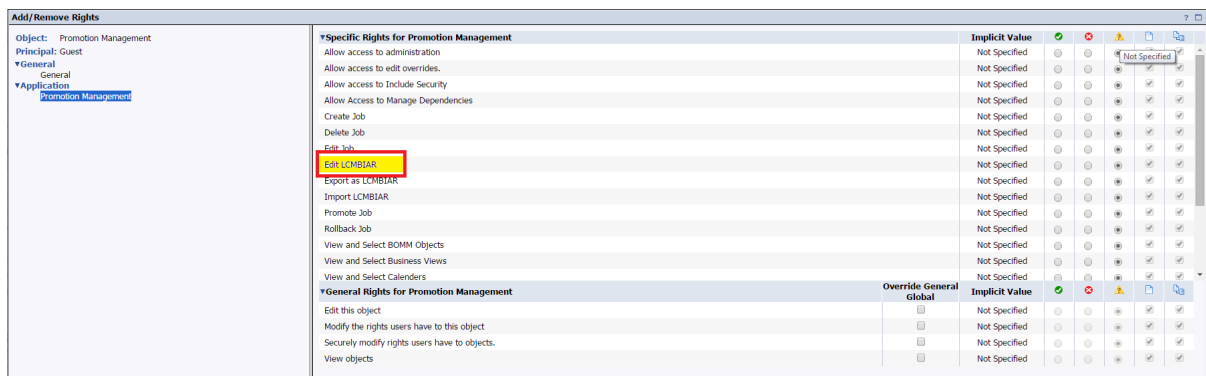 Add/Remove Rights
Object: Promotion Management
Principal: Guest
▾General
General
▾Application
Promotion Management
▾Specific Rights for Promotion Management Implicit Value
Allow access to administration Not Specified
Not Specified
Allow access to edit overrides. Not Specified
Allow access to Include Security Not Specified
Allow Access to Manage Dependencies Not Specified
Create Job Not Specified
Delete Job Not Specified
Edit Job Not Specified
Edit LCMBIAR Not Specified
Export as LCMBIAR Not Specified
Import LCMBIAR Not Specified
Promote Job Not Specified
Rollback Job Not Specified
View and Select BOMM Objects Not Specified
View and Select Business Views Not Specified
View and Select Calenders Not Specified
▾General Rights for Promotion Management Override General Global Implicit Value
Edit this object Not Specified
Modify the rights users have to this object Not Specified
Securely modify rights users have to objects. Not Specified
View objects Not Specified